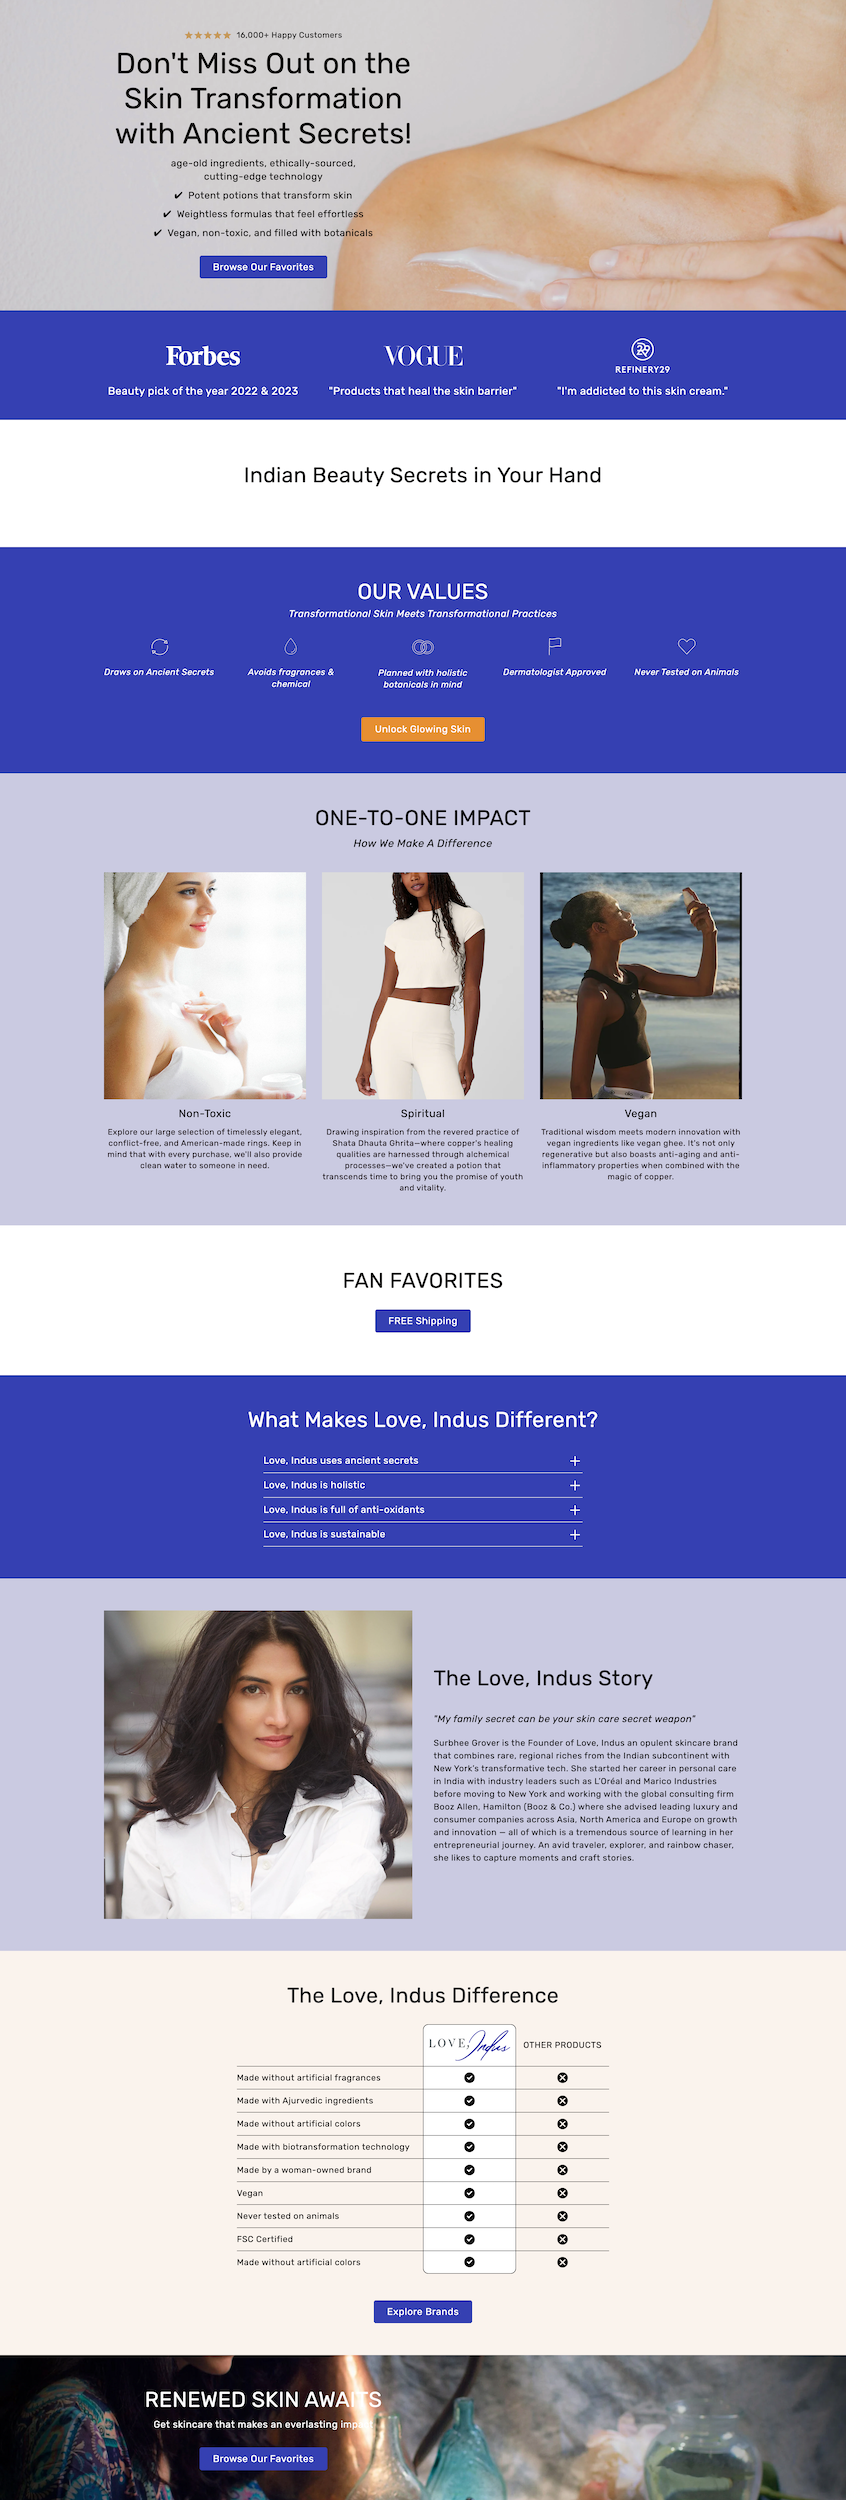 16,000+ Happy Customers
Don't Miss Out on the
Skin Transformation
with Ancient Secrets!
age-old ingredients, ethically-sourced,
cutting-edge technology
✔ Potent potions that transform skin
✔ Weightless formulas that feel effortless
✔ Vegan, non-toxic, and filled with botanicals
Browse Our Favorites
Forbes
Beauty pick of the year 2022 & 2023
VOGUE
"Products that heal the skin barrier"
R29
REFINERY29
"I'm addicted to this skin cream."
Indian Beauty Secrets in Your Hand
OUR VALUES
Transformational Skin Meets Transformational Practices
Draws on Ancient Secrets
Avoids fragrances &
chemical
Planned with holistic
botanicals in mind
Dermatologist Approved
Never Tested on Animals
Unlock Glowing Skin
ONE-TO-ONE IMPACT
How We Make A Difference
Non-Toxic
Explore our large selection of timelessly elegant,
conflict-free, and American-made rings. Keep in
mind that with every purchase, we'll also provide
clean water to someone in need.
Spiritual
Drawing inspiration from the revered practice of
Shata Dhauta Ghrita—where copper's healing
qualities are harnessed through alchemical
processes—we've created a potion that
transcends time to bring you the promise of youth
and vitality.
Vegan
Traditional wisdom meets modern innovation with
vegan ingredients like vegan ghee. It's not only
regenerative but also boasts anti-aging and anti-
inflammatory properties when combined with the
magic of copper.
FAN FAVORITES
FREE Shipping
What Makes Love, Indus Different?
Love, Indus uses ancient secrets
Love, Indus is holistic
Love, Indus is full of anti-oxidants
Love, Indus is sustainable
The Love, Indus Story
"My family secret can be your skin care secret weapon"
Surbhee Grover is the Founder of Love, Indus an opulent skincare brand
that combines rare, regional riches from the Indian subcontinent with
New York's transformative tech. She started her career in personal care
in India with industry leaders such as L'Oréal and Marico Industries
before moving to New York and working with the global consulting firm
Booz Allen, Hamilton (Booz & Co.) where she advised leading luxury and
consumer companies across Asia, North America and Europe on growth
and innovation — all of which is a tremendous source of learning in her
entrepreneurial journey. An avid traveler, explorer, and rainbow chaser,
she likes to capture moments and craft stories.
The Love, Indus Difference
LOVE, Indus
OTHER PRODUCTS
Made without artificial fragrances
Made with Ajurvedic ingredients
Made without artificial colors
Made with biotransformation technology
Made by a woman-owned brand
Vegan
Never tested on animals
FSC Certified
Made without artificial colors
Explore Brands
RENEWED SKIN AWAITS
Get skincare that makes an everlasting impact
Browse Our Favorites